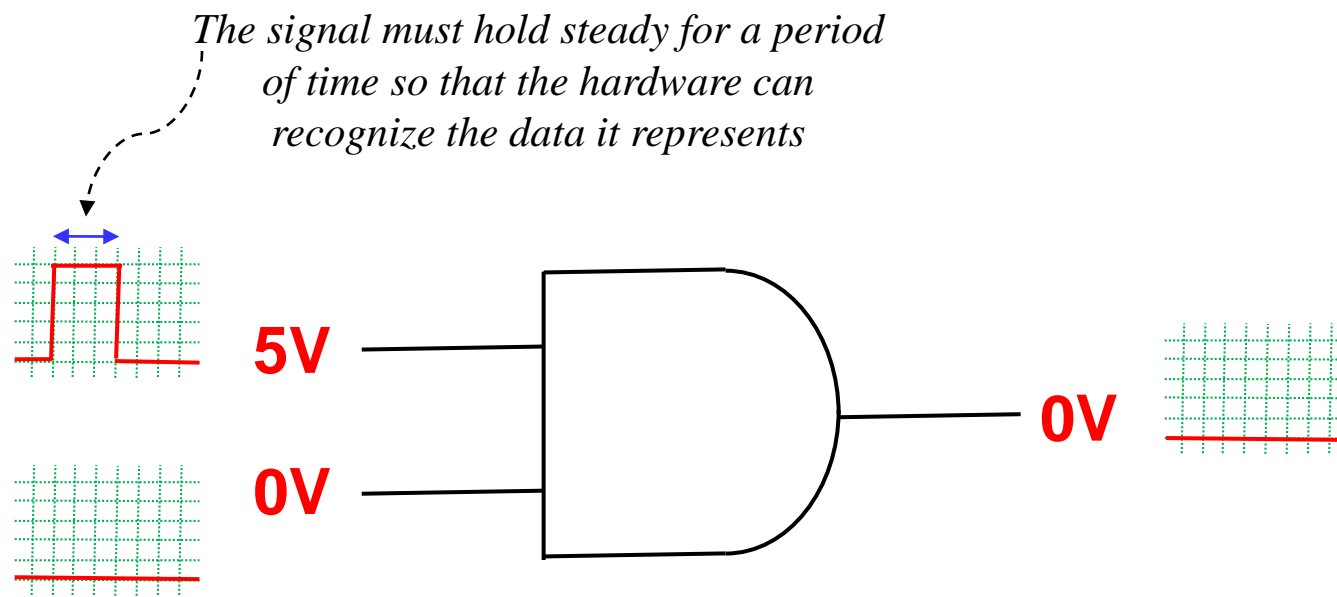 The signal must hold steady for a period
of time so that the hardware can
recognize the data it represents
5V
0V
0V